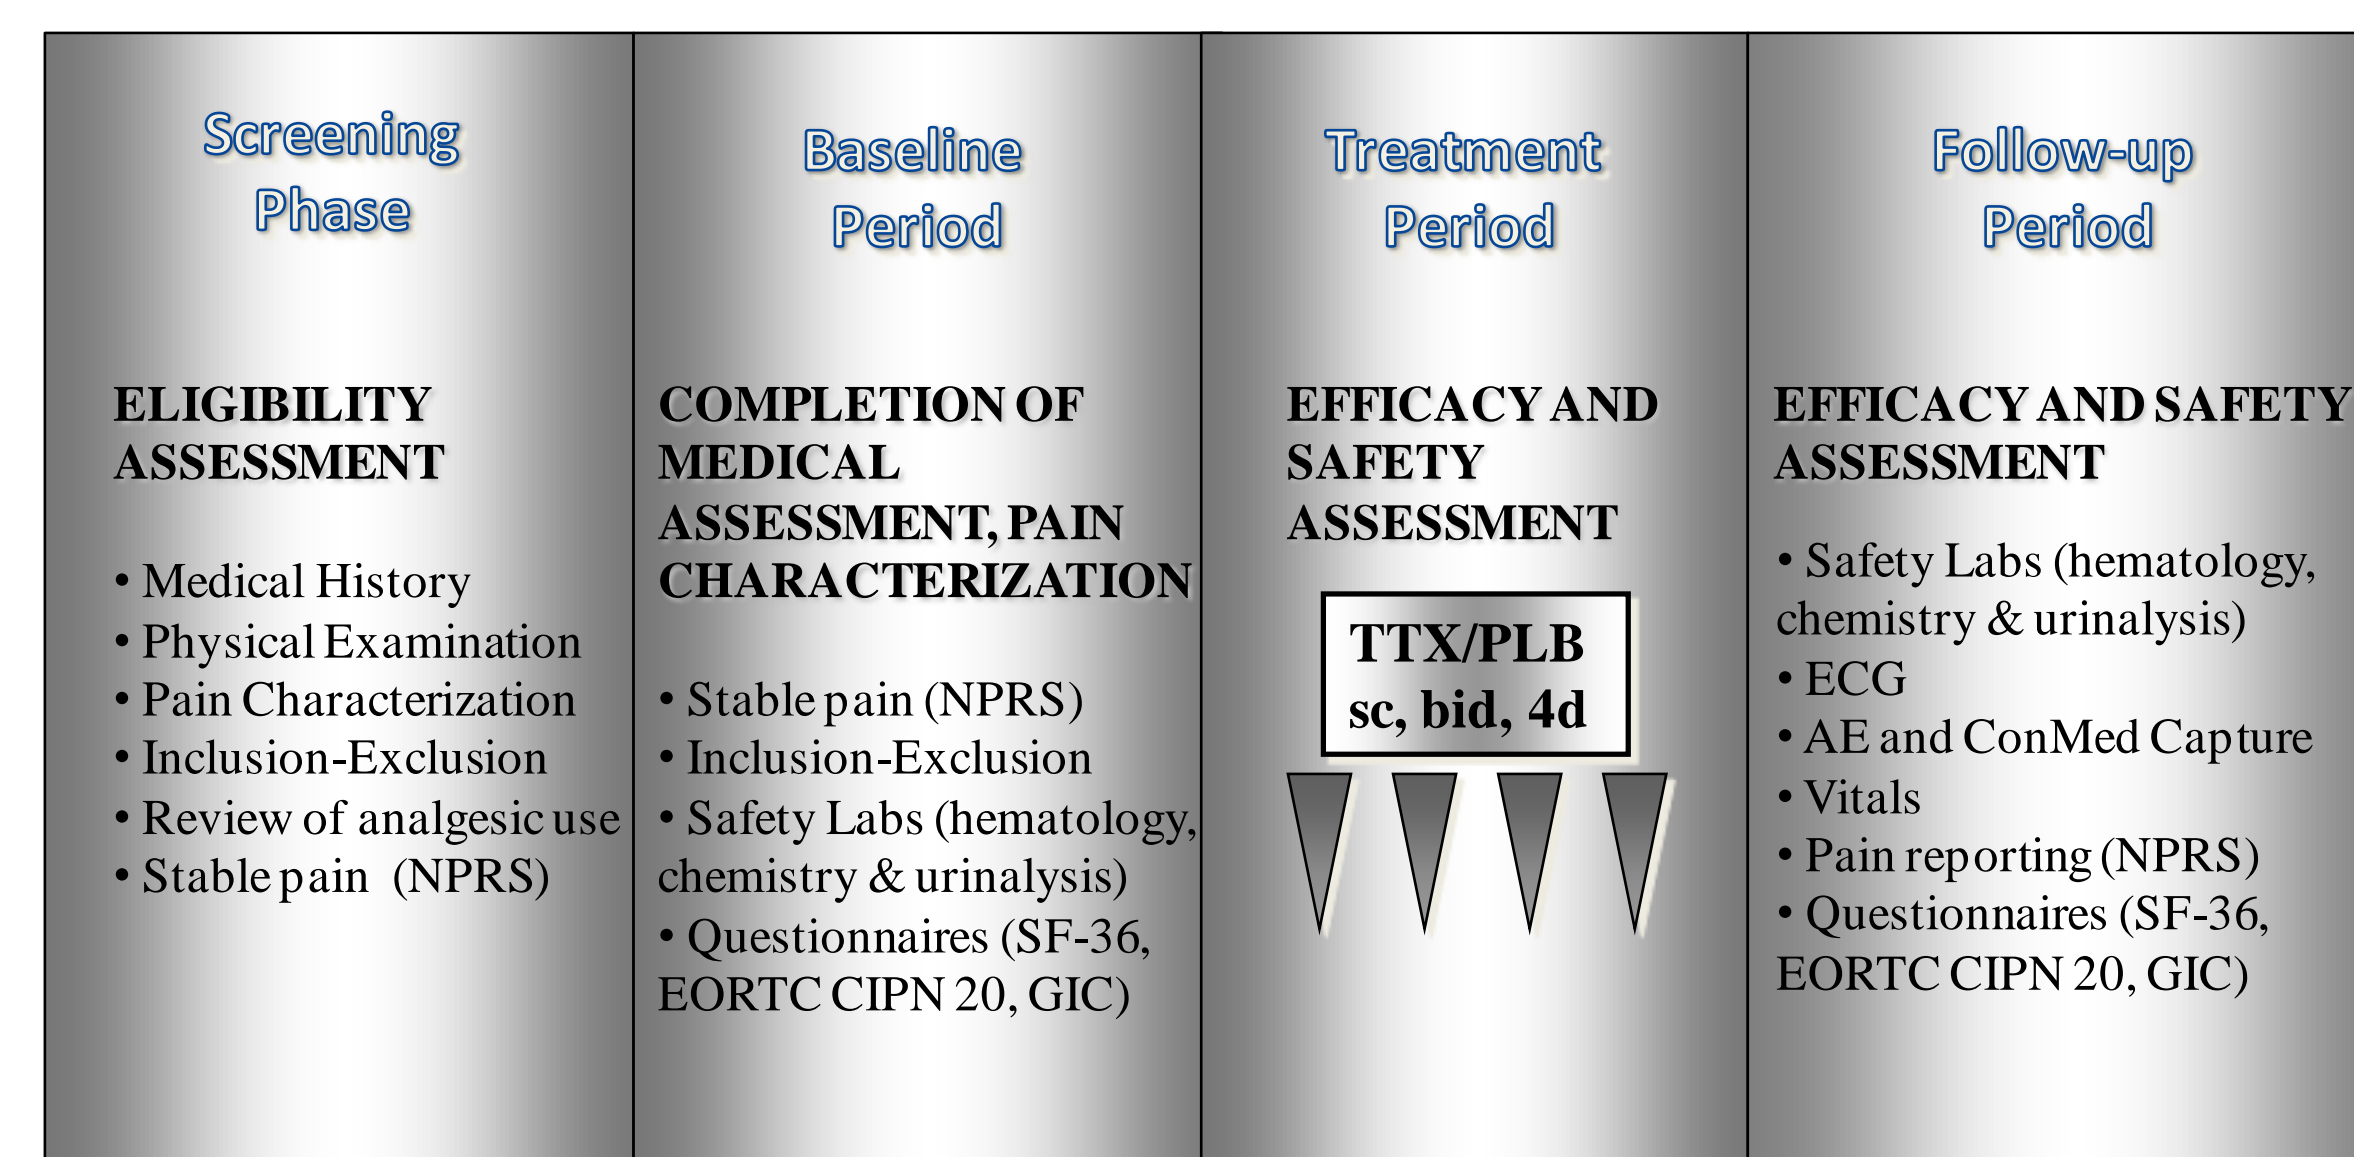 Screening
Phase
ELIGIBILITY
ASSESSMENT
• Medical History
• Physical Examination
• Pain Characterization
• Inclusion-Exclusion
• Review of analgesic use
• Stable pain (NPRS)
Baseline
Period
COMPLETION OF
MEDICAL
ASSESSMENT, PAIN
CHARACTERIZATION
• Stable pain (NPRS)
• Inclusion-Exclusion
• Safety Labs (hematology,
chemistry & urinalysis)
• Questionnaires (SF-36,
EORTC CIPN 20, GIC)
Treatment
Period
EFFICACY AND
SAFETY
ASSESSMENT
TTX/PLB
sc, bid, 4d
Follow-up
Period
EFFICACY AND SAFETY
ASSESSMENT
• Safety Labs (hematology,
chemistry & urinalysis)
• ECG
• AE and ConMed Capture
• Vitals
• Pain reporting (NPRS)
• Questionnaires (SF-36,
EORTC CIPN 20, GIC)